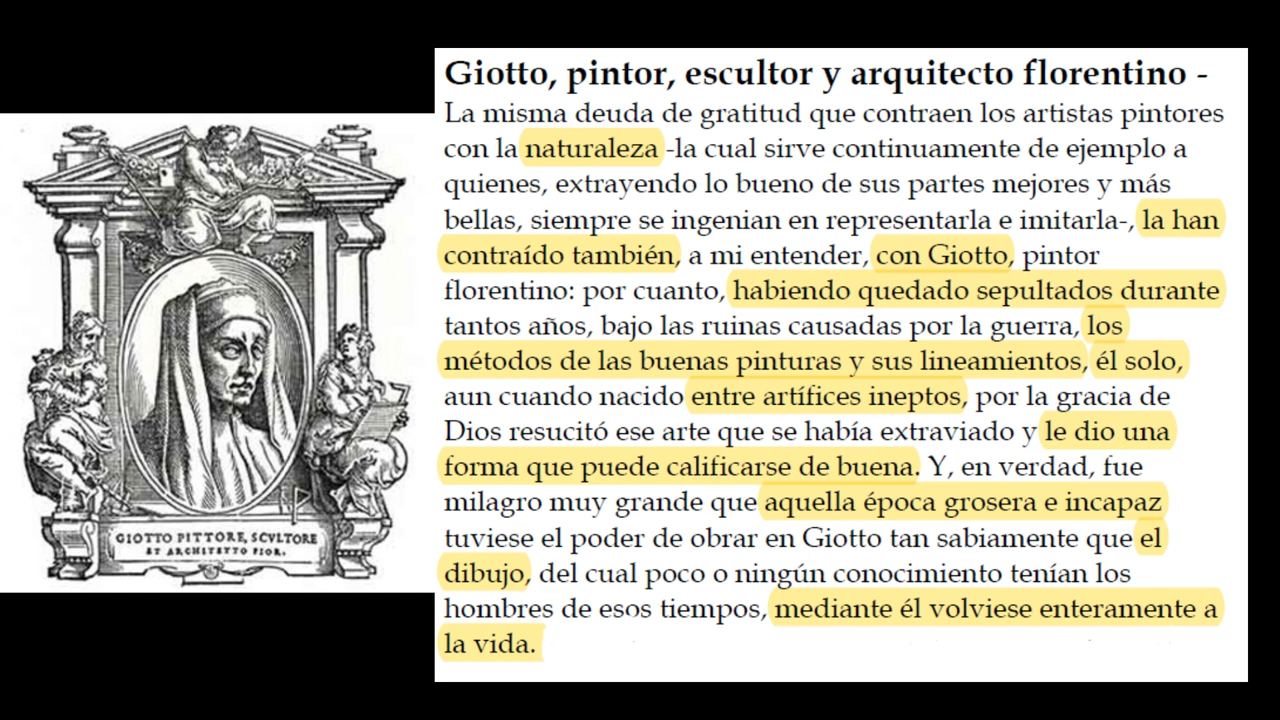 GIOTTO PITTORE, SCVLTORE
ET ARCHITETTO FIOR.
Giotto, pintor, escultor y arquitecto florentino -
La misma deuda de gratitud que contraen los artistas pintores
con la naturaleza -la cual sirve continuamente de ejemplo a
quienes, extrayendo lo bueno de sus partes mejores y más
bellas, siempre se ingenian en representarla e imitarla-, la han
contraído también, a mi entender, con Giotto, pintor
florentino: por cuanto, habiendo quedado sepultados durante
tantos años, bajo las ruinas causadas por la guerra, los
métodos de las buenas pinturas y sus lineamientos, él solo,
aun cuando nacido entre artífices ineptos, por la gracia de
Dios resucitó ese arte que se había extraviado y le dio una
forma que puede calificarse de buena. Y, en verdad, fue
milagro muy grande que aquella época grosera e incapaz
tuviese el poder de obrar en Giotto tan sabiamente que el
dibujo, del cual poco o ningún conocimiento tenían los
hombres de esos tiempos, mediante él volviese enteramente a
la vida.